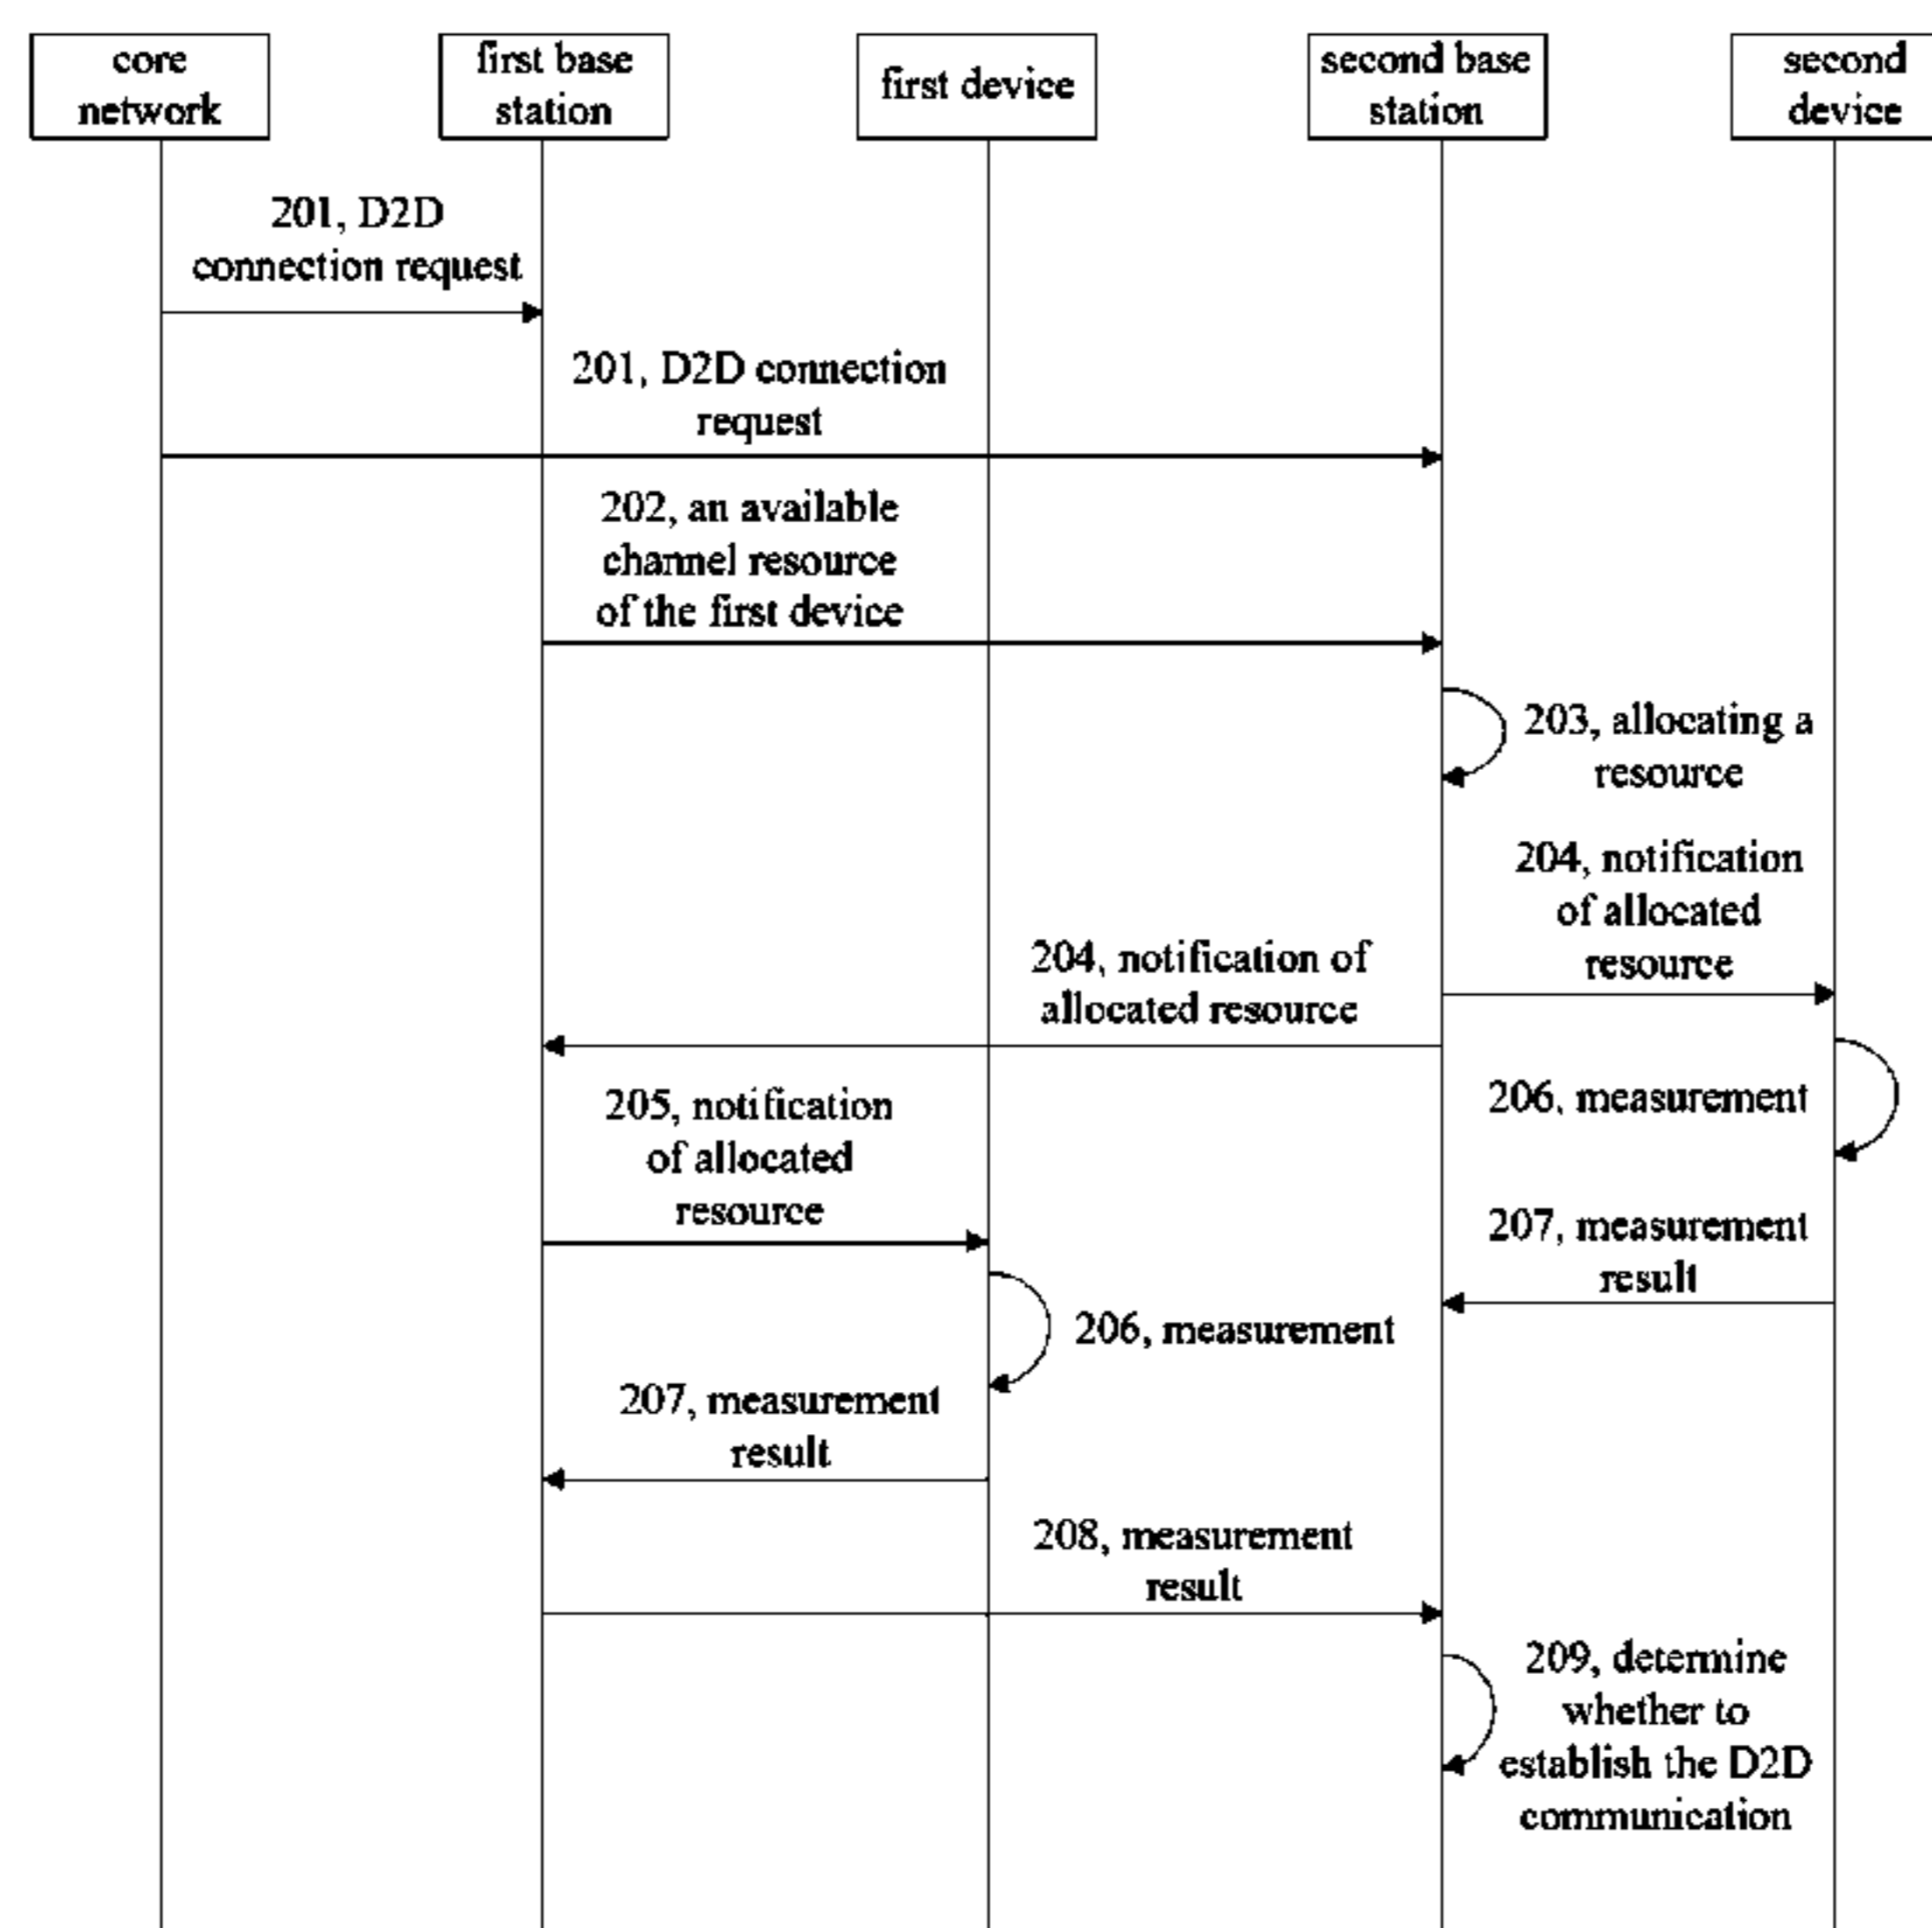 core
network
first base
station
first device
second base
station
second
device
201, D2D
connection request
201, D2D connection
request
202, an available
channel resource
of the first device
203, allocating a
resource
204, notification
of allocated
resource
204, notification of
allocated resource
205, notification
of allocated
resource
206, measurement
207, measurement
result
206, measurement
207, measurement
result
208, measurement
result
209, determine
whether to
establish the D2D
communication